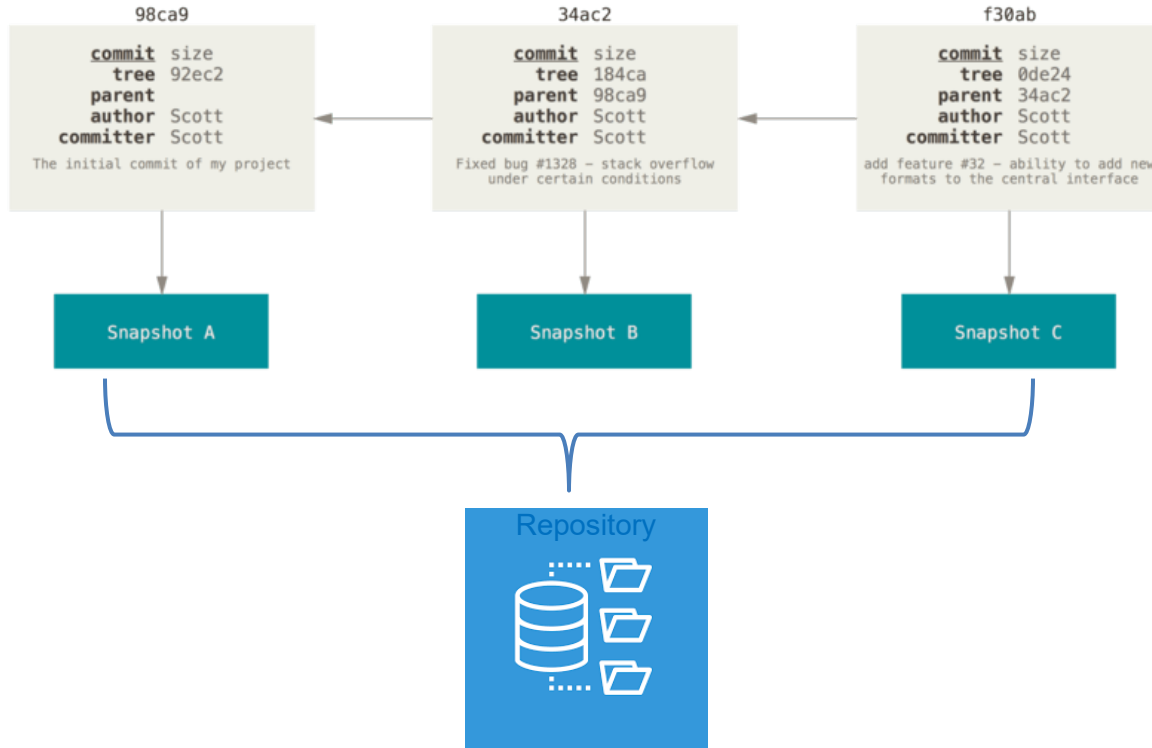 98ca9
commit size
tree 92ec2
parent
author Scott
committer Scott
The initial commit of my project
34ac2
commit size
tree 184ca
parent 98ca9
author Scott
committer Scott
Fixed bug #1328 – stack overflow
under certain conditions
f30ab
commit size
tree 0de24
parent 34ac2
author Scott
committer Scott
add feature #32 – ability to add new
formats to the central interface
Snapshot A
Snapshot B
Snapshot C
Repository